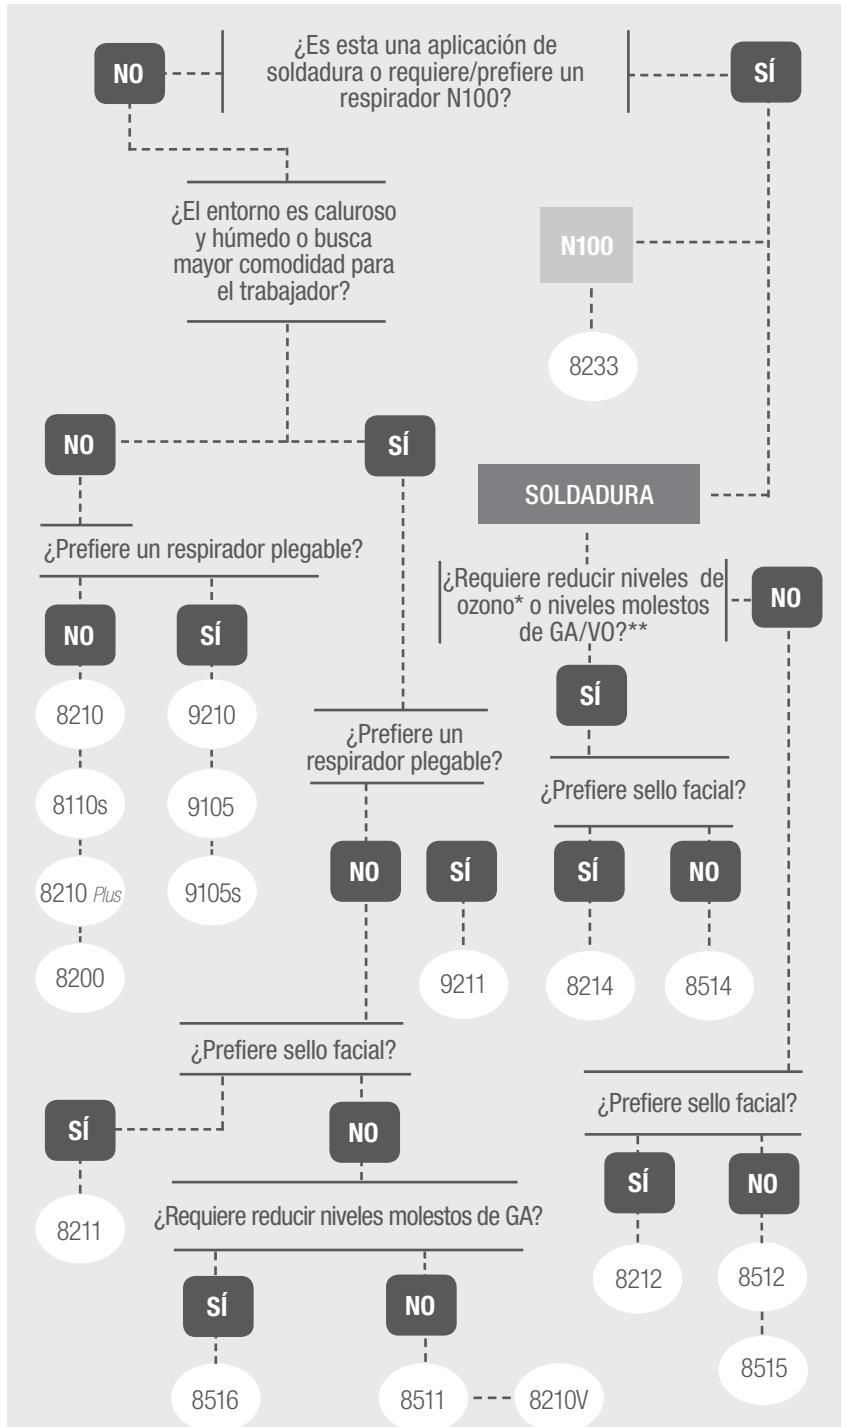 ¿Es esta una aplicación de
soldadura o requiere/prefiere un
respirador N100?
NO
SÍ
¿El entorno es caluroso
y húmedo o busca
mayor comodidad para
el trabajador?
N100
8233
NO
SÍ
SOLDADURA
¿Prefiere un respirador plegable?
¿Requiere reducir niveles de
ozono* o niveles molestos
de GA/VO?**
NO
NO
SÍ
SÍ
8210
9210
8110s
9105
8210 Plus
9105s
8200
¿Prefiere un
respirador plegable?
NO
SÍ
9211
¿Prefiere sello facial?
SÍ
NO
8214
8514
¿Prefiere sello facial?
SÍ
NO
8211
¿Prefiere sello facial?
SÍ
NO
8212
8512
8515
¿Requiere reducir niveles molestos de GA?
SÍ
NO
8516
8511
8210V